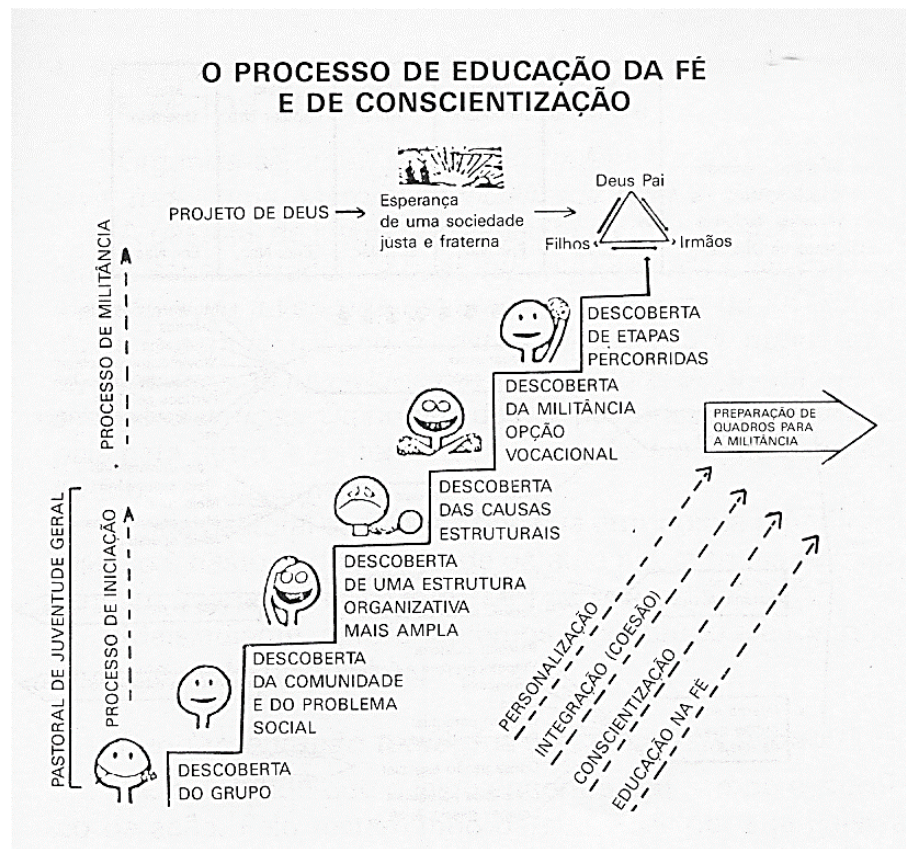 O PROCESSO DE EDUCAÇÃO DA FÉ
E DE CONSCIENTIZAÇÃO
PROJETO DE DEUS
Esperança
de uma sociedade
justa e fraterna
Deus Pai
Filhos
Irmãos
PROCESSO DE MILITÂNCIA
DESCOBERTA
DE ETAPAS
PERCORRIDAS
DESCOBERTA
DA MILITÂNCIA
OPÇÃO
VOCACIONAL
PREPARAÇÃO DE
QUADROS PARA
A MILITÂNCIA
DESCOBERTA
DAS CAUSAS
ESTRUTURAIS
DESCOBERTA
DE UMA ESTRUTURA
ORGANIZATIVA
MAIS AMPLA
DESCOBERTA
DA COMUNIDADE
E DO PROBLEMA
SOCIAL
DESCOBERTA
DO GRUPO
PASTORAL DE JUVENTUDE GERAL
PROCESSO DE INICIAÇÃO
PERSONALIZAÇÃO
INTEGRAÇÃO (COESÃO)
CONSCIENTIZAÇÃO
EDUCAÇÃO NA FÉ